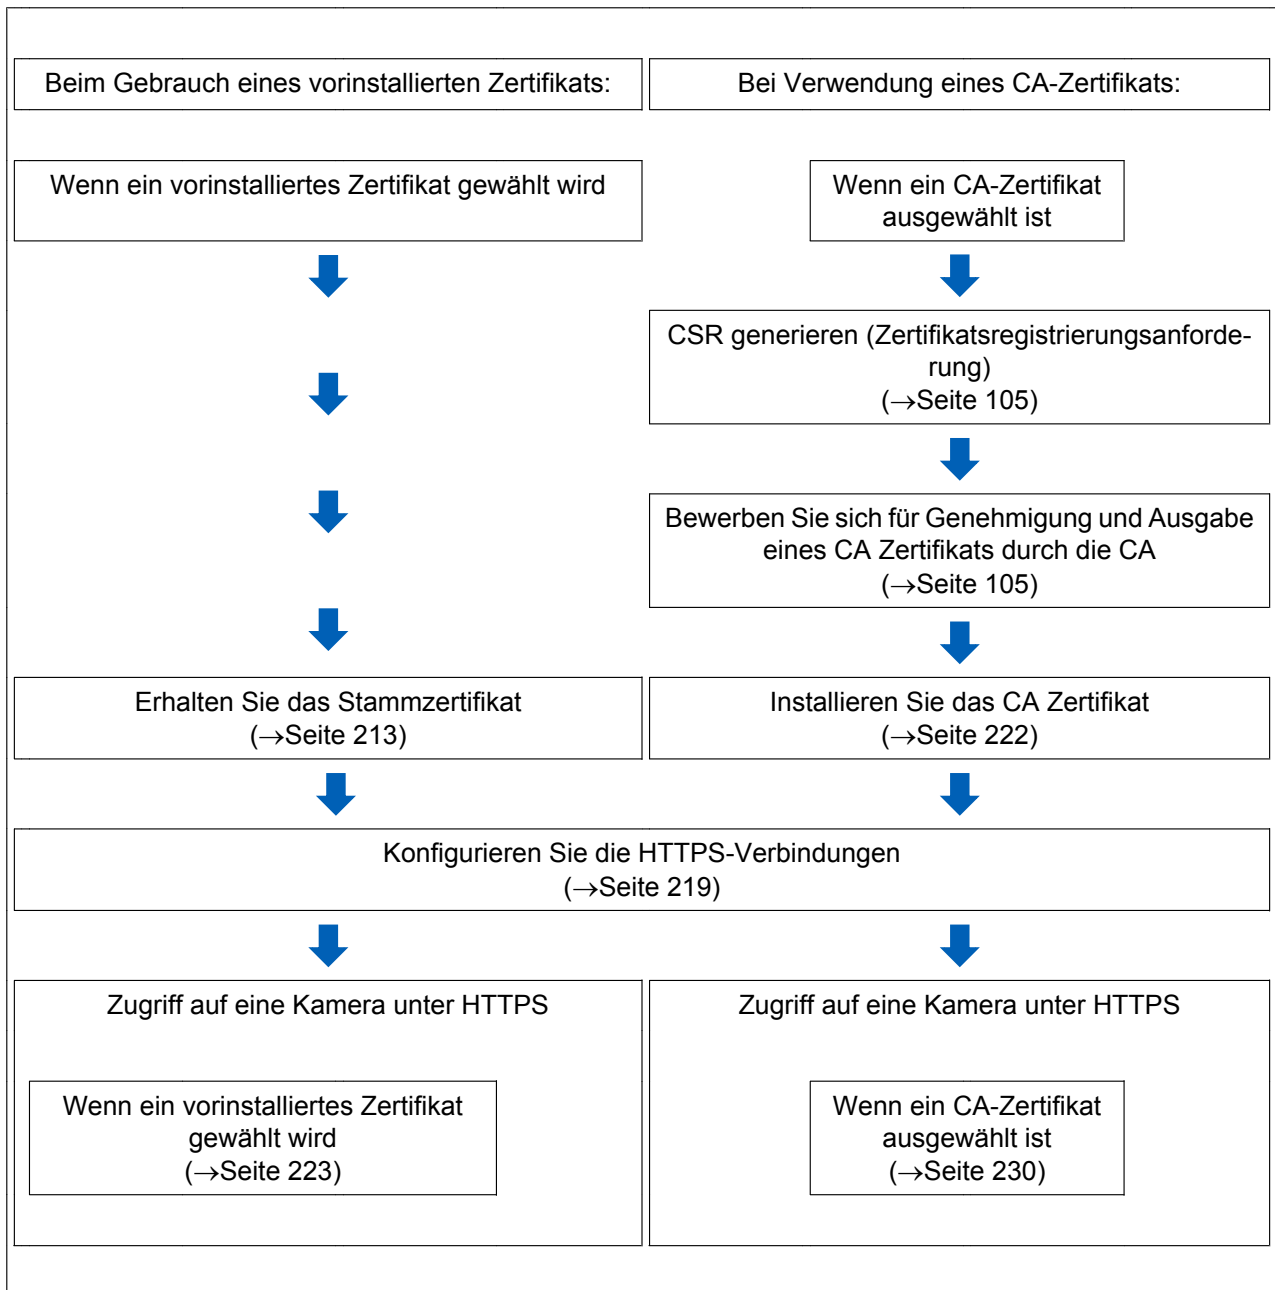 Beim Gebrauch eines vorinstallierten Zertifikats:
Bei Verwendung eines CA-Zertifikats:
Wenn ein vorinstalliertes Zertifikat gewählt wird
Wenn ein CA-Zertifikat
ausgewählt ist
CSR generieren (Zertifikatsregistrierungsanforde-
rung)
(→Seite 105)
Bewerben Sie sich für Genehmigung und Ausgabe
eines CA Zertifikats durch die CA
(→Seite 105)
Erhalten Sie das Stammzertifikat
(→Seite 213)
Installieren Sie das CA Zertifikat
(→Seite 222)
Konfigurieren Sie die HTTPS-Verbindungen
(→Seite 219)
Zugriff auf eine Kamera unter HTTPS
Wenn ein vorinstalliertes Zertifikat
gewählt wird
(→Seite 223)
Zugriff auf eine Kamera unter HTTPS
Wenn ein CA-Zertifikat
ausgewählt ist
(→Seite 230)